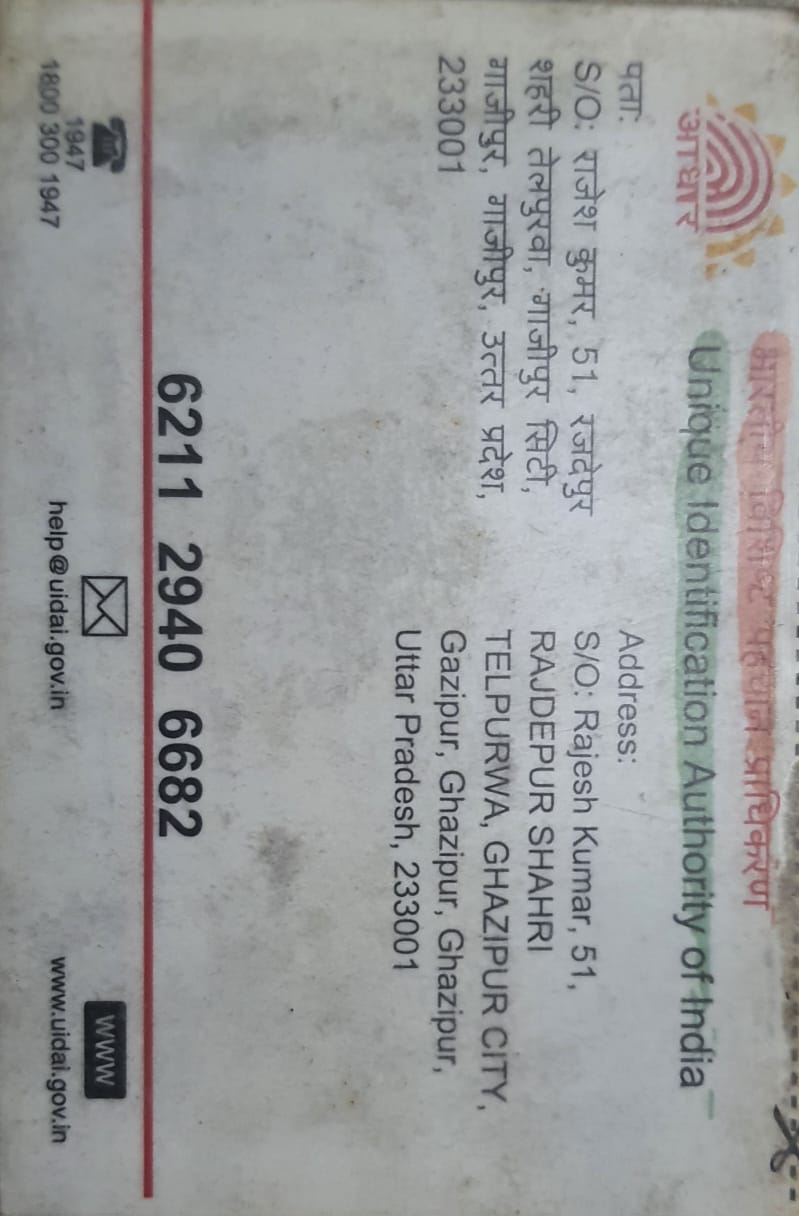 भारतीय विशिष्ट पहचान प्राधिकरण
Unique Identification Authority of India
आधार
पता:
S/O: राजेश कुमर, 51, रजदेपुर
शहरी तेलपुरवा, गाजीपुर सिटी,
गाजीपुर, गाजीपुर, उत्तर प्रदेश,
233001
Address:
S/O: Rajesh Kumar, 51,
RAJDEPUR SHAHRI
TELPURWA, GHAZIPUR CITY,
Gazipur, Ghazipur, Ghazipur,
Uttar Pradesh, 233001
6211 2940 6682
1947
1800 300 1947
help@uidai.gov.in
www
www.uidai.gov.in